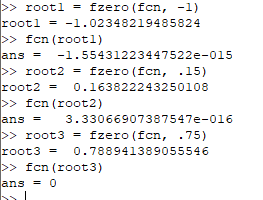 >> root1 = fzero(fcn, -1)
root1 = -1.02348219485824
>> fcn(root1)
ans = -1.55431223447522e-015
>> root2 = fzero(fcn, .15)
root2 = 0.163822243250108
>> fcn(root2)
ans = 3.33066907387547e-016
>> root3 = fzero(fcn, .75)
root3 = 0.788941389055546
>> fcn(root3)
ans = 0
>>